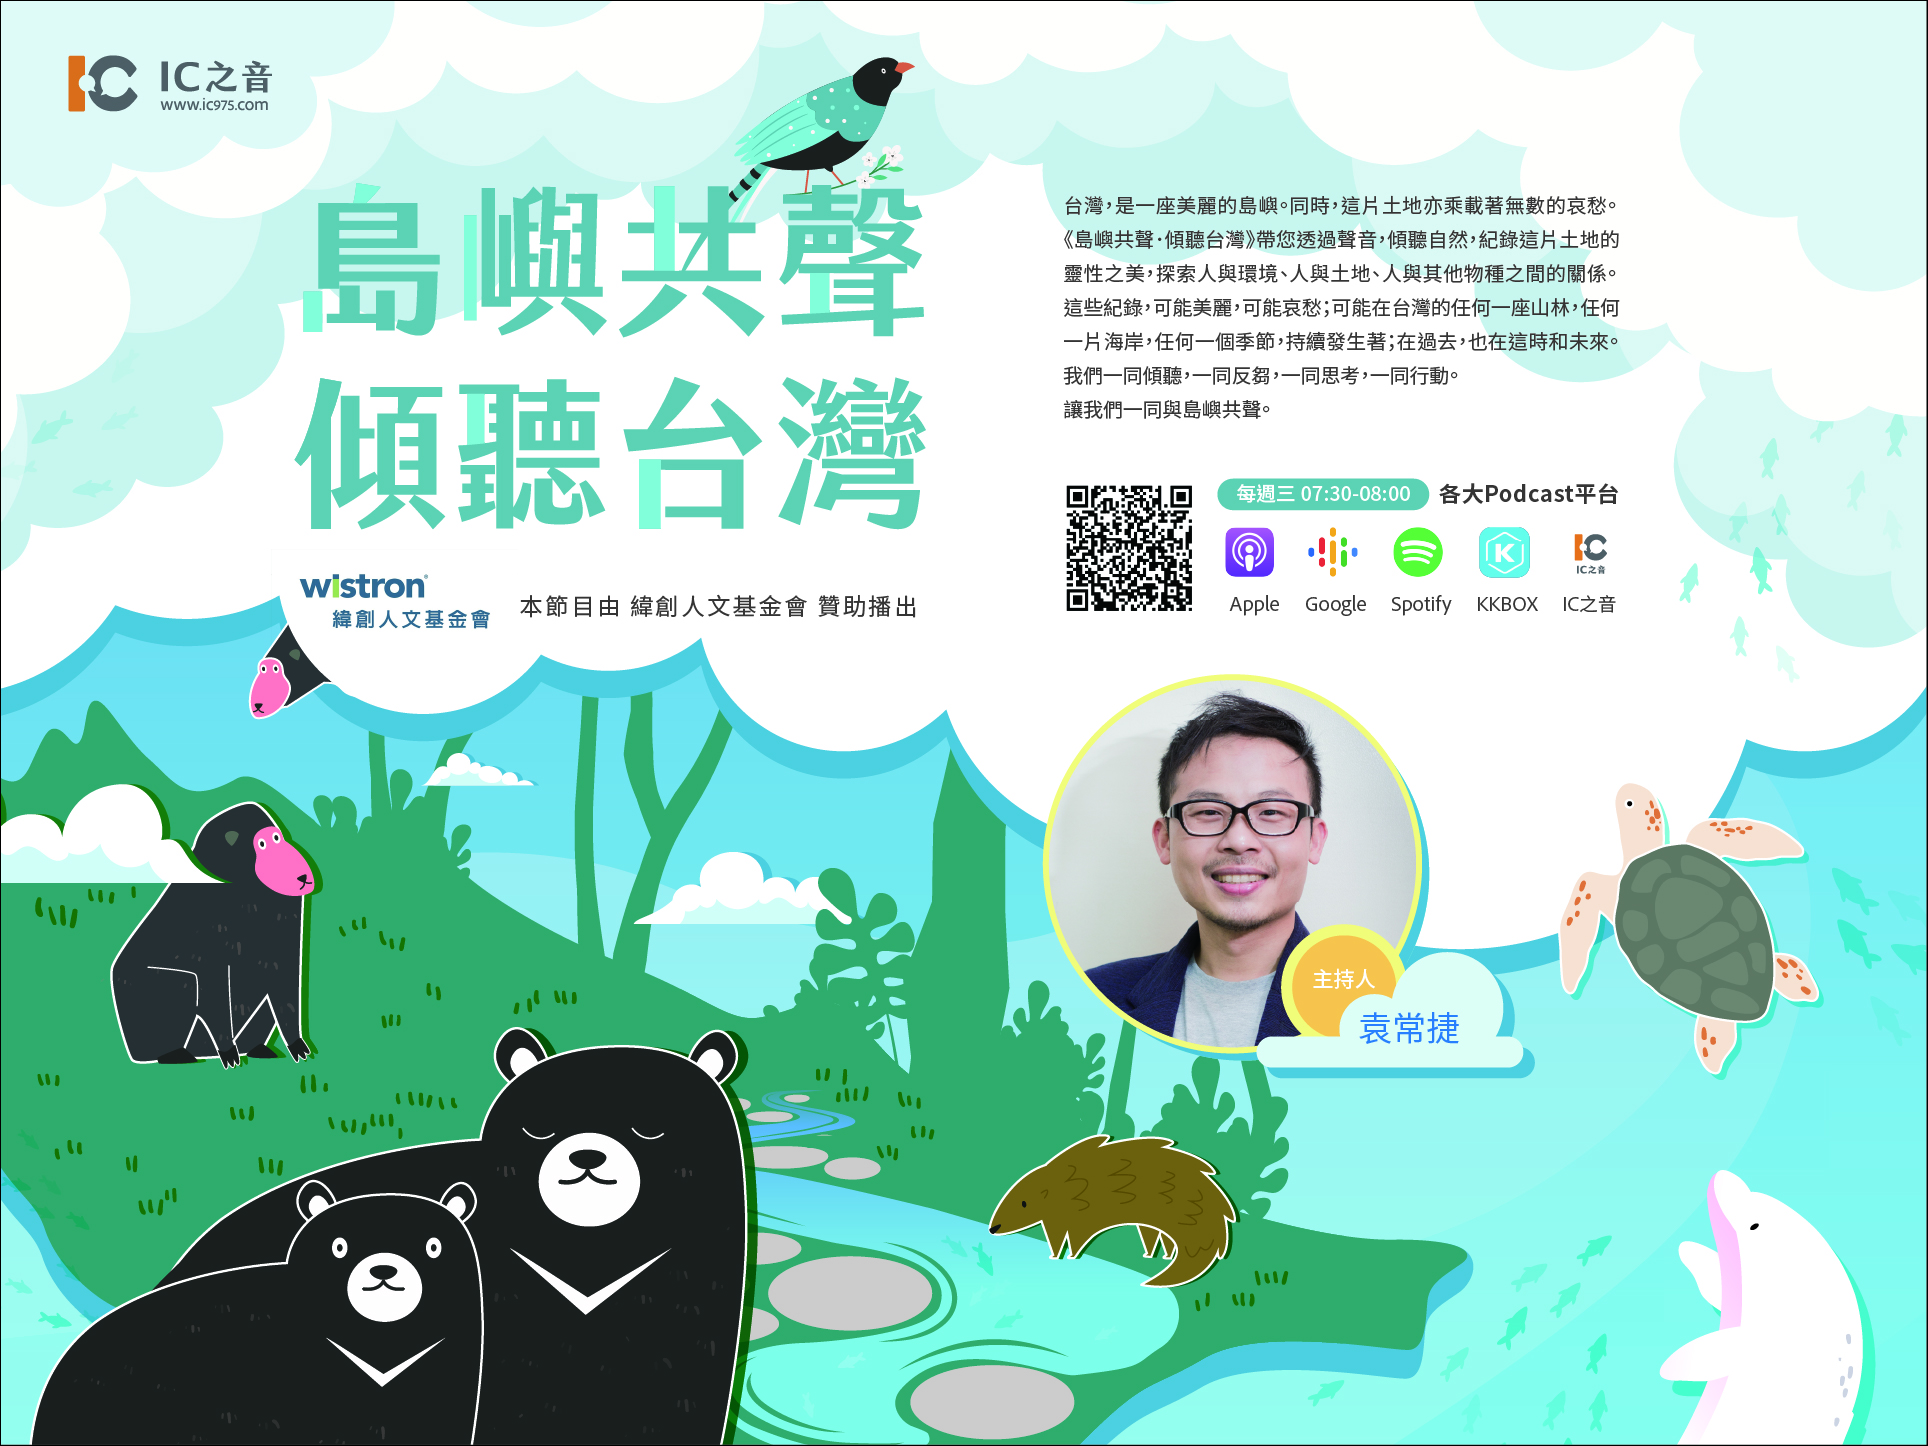 IC之音
www.ic975.com
島嶼共聲
傾聽台灣
wistron
緯創人文基金會
本節目由 緯創人文基金會 贊助播出
台灣，是一座美麗的島嶼。同時，這片土地亦乘載著無數的哀愁。
《島嶼共聲·傾聽台灣》帶您透過聲音，傾聽自然，紀錄這片土地的
靈性之美，探索人與環境、人與土地、人與其他物種之間的關係。
這些紀錄，可能美麗，可能哀愁；可能在台灣的任何一座山林，任何
一片海岸，任何一個季節，持續發生著；在過去，也在這時和未來。
我們一同傾聽，一同反芻，一同思考，一同行動。
讓我們一同與島嶼共聲。
每週三 07:30-08:00 各大Podcast平台
IC之音
Apple Google Spotify KKBOX IC之音
主持人
袁常捷